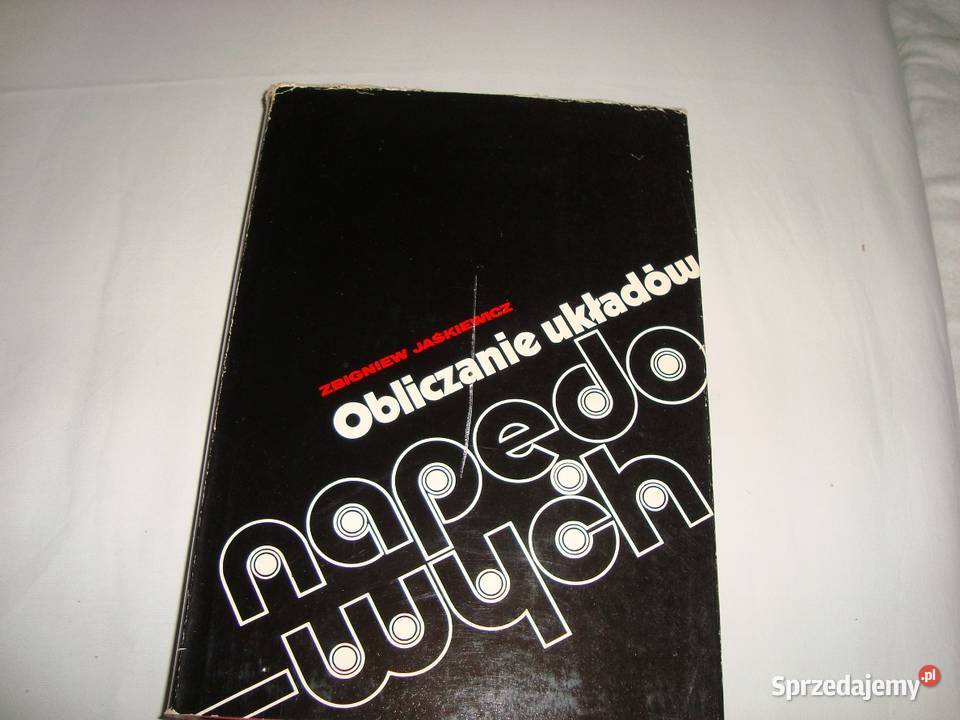 ZBIGNIEW JAŚKIEWICZ
Obliczanie układów
napędo
-wych
Sprzedajemy.pl